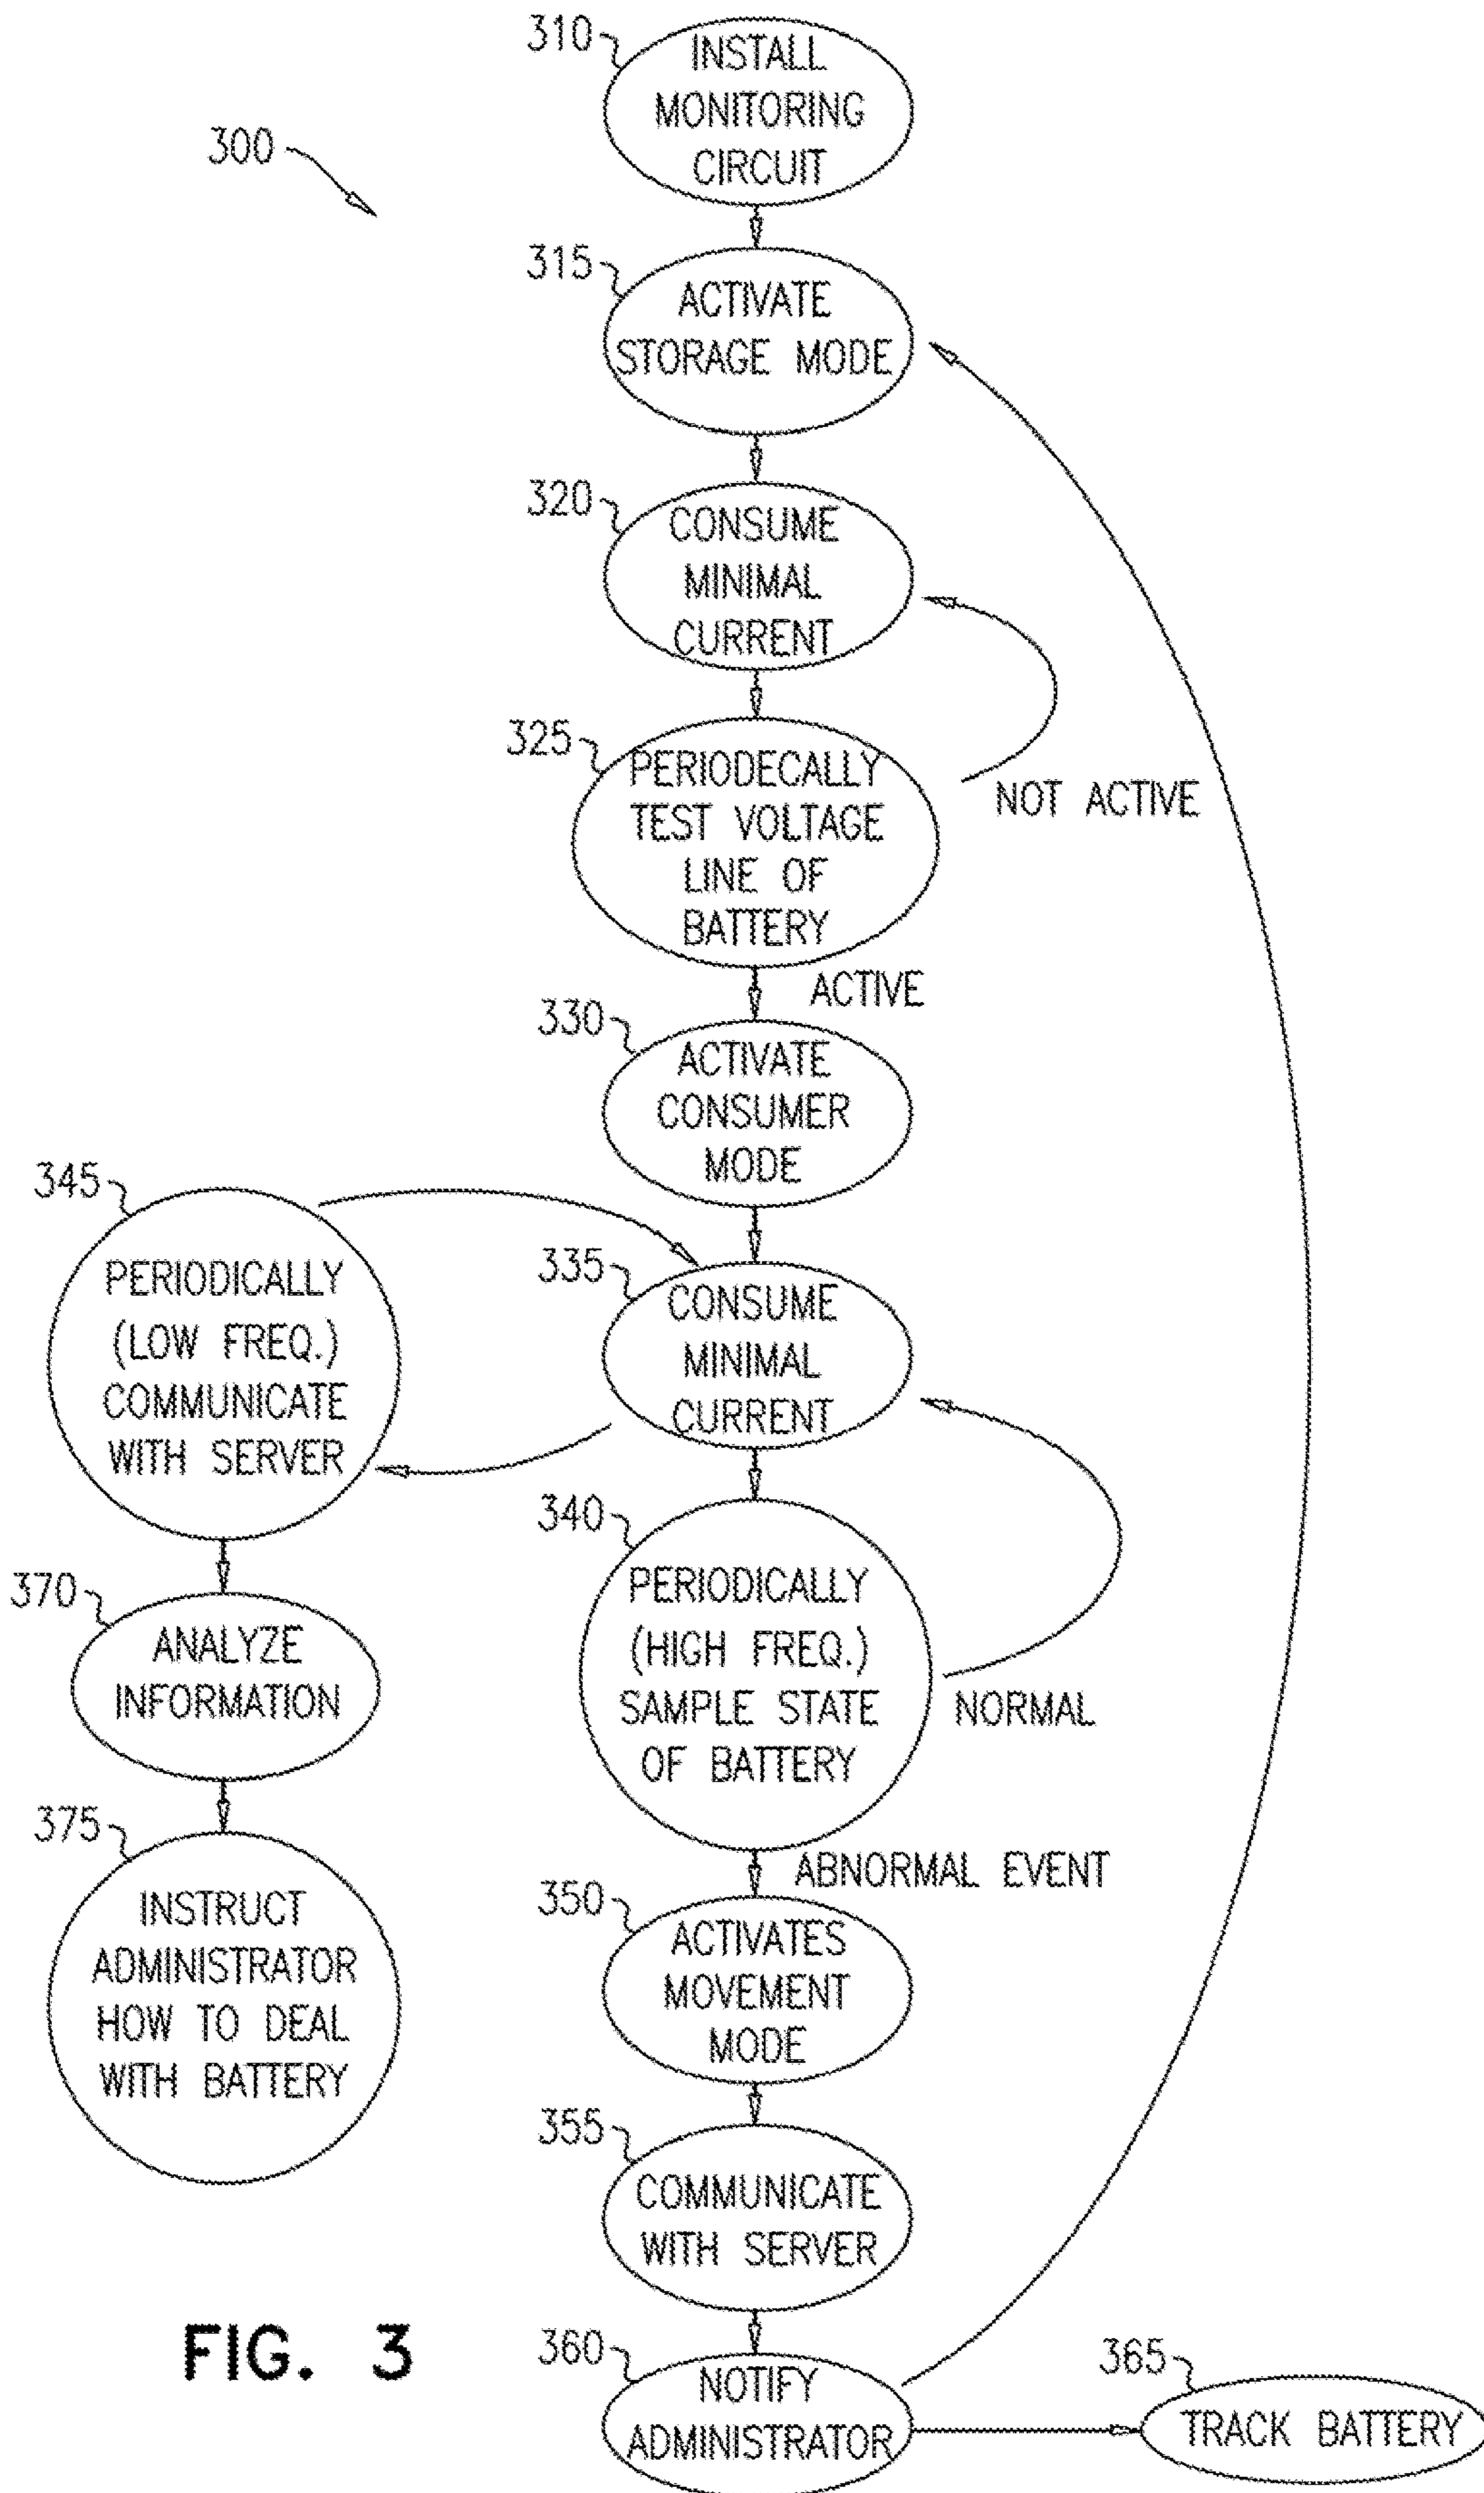 310
INSTALL
MONITORING
CIRCUIT
300
315
ACTIVATE
STORAGE MODE
320
CONSUME
MINIMAL
CURRENT
325
PERIODECALLY
TEST VOLTAGE
LINE OF
BATTERY
NOT ACTIVE
ACTIVE
330
ACTIVATE
CONSUMER
MODE
345
PERIODICALLY
(LOW FREQ.)
COMMUNICATE
WITH SERVER
335
CONSUME
MINIMAL
CURRENT
340
PERIODICALLY
(HIGH FREQ.)
SAMPLE STATE
OF BATTERY
NORMAL
370
ANALYZE
INFORMATION
375
INSTRUCT
ADMINISTRATOR
HOW TO DEAL
WITH BATTERY
ABNORMAL EVENT
350
ACTIVATES
MOVEMENT
MODE
355
COMMUNICATE
WITH SERVER
360
NOTIFY
ADMINISTRATOR
365
TRACK BATTERY
FIG. 3